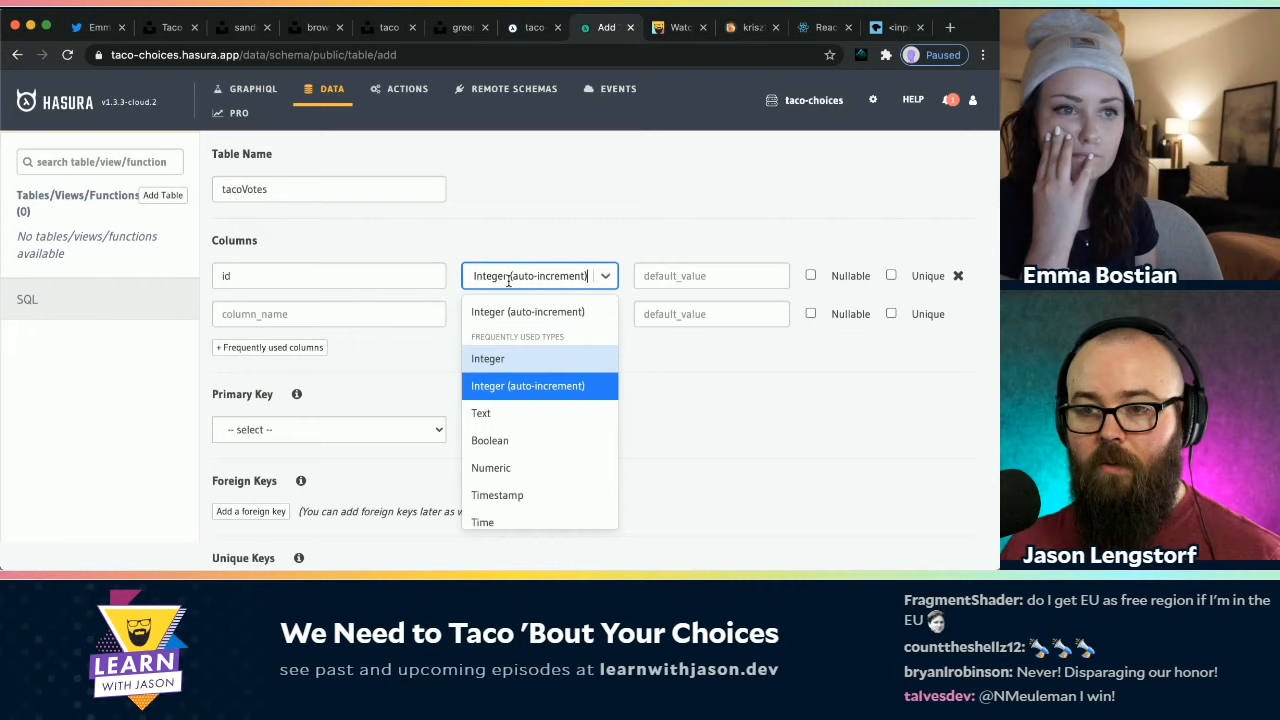 Emm
Taco
sand
brow
taco
gree
taco
Add
Watc
krisz
Reac
<inp
taco-choices.hasura.app/data/schema/public/table/add
Paused
HASURA v1.3.3-cloud.2
GRAPHIQL
DATA
ACTIONS
REMOTE SCHEMAS
EVENTS
PRO
taco-choices
HELP
search table/view/function
Tables/Views/Functions
(0)
Add Table
No tables/views/functions
available
SQL
Table Name
tacoVotes
Columns
id
Integer (auto-increment)
default_value
Nullable
Unique
column_name
default_value
Nullable
Unique
+ Frequently used columns
Integer (auto-increment)
FREQUENTLY USED TYPES
Integer
Integer (auto-increment)
Text
Boolean
Numeric
Timestamp
Time
Primary Key
-- select --
Foreign Keys
Add a foreign key
(You can add foreign keys later as
Unique Keys
Emma Bostian
Jason Lengstorf
LEARN
WITH JASON
We Need to Taco 'Bout Your Choices
see past and upcoming episodes at learnwithjason.dev
FragmentShader: do I get EU as free region if I'm in the
EU
counttheshellz12:
bryanlrobinson: Never! Disparaging our honor!
talvesdev: @NMeuleman I win!